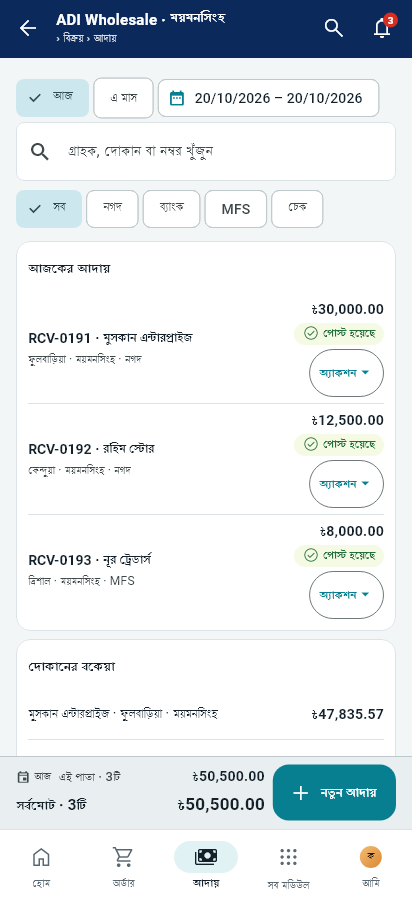 ADI Wholesale · ময়মনসিংহ
› বিক্রয় › আদায়
3
আজ
এ মাস
20/10/2026 – 20/10/2026
গ্রাহক, দোকান বা নম্বর খুঁজুন
সব
নগদ
ব্যাংক
MFS
চেক
আজকের আদায়
৳30,000.00
RCV-0191 · মুসকান এন্টারপ্রাইজ
পোস্ট হয়েছে
ফুলবাড়িয়া · ময়মনসিংহ · নগদ
অ্যাকশন
৳12,500.00
RCV-0192 · রহিম স্টোর
পোস্ট হয়েছে
কেন্দুয়া · ময়মনসিংহ · নগদ
অ্যাকশন
৳8,000.00
RCV-0193 · নূর ট্রেডার্স
পোস্ট হয়েছে
ত্রিশাল · ময়মনসিংহ · MFS
অ্যাকশন
দোকানের বকেয়া
মুসকান এন্টারপ্রাইজ · ফুলবাড়িয়া · ময়মনসিংহ
৳47,835.57
আজ এই পাতা · 3টি
৳50,500.00
সর্বমোট · 3টি
৳50,500.00
নতুন আদায়
হোম
অর্ডার
আদায়
সব মডিউল
ক
আমি